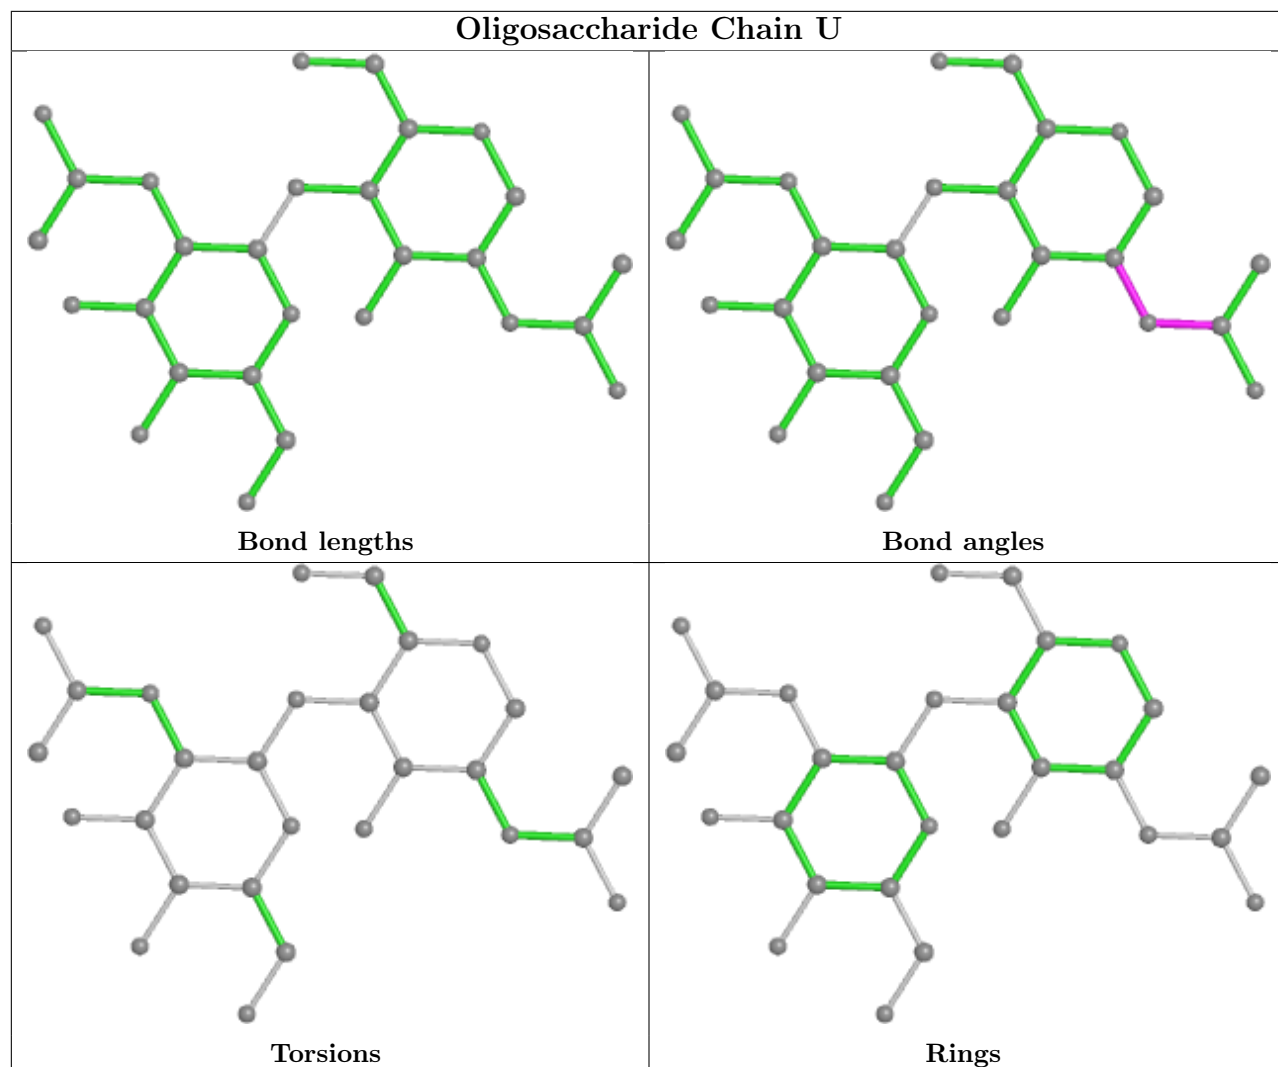 Oligosaccharide Chain U
Bond lengths
Bond angles
Torsions
Rings